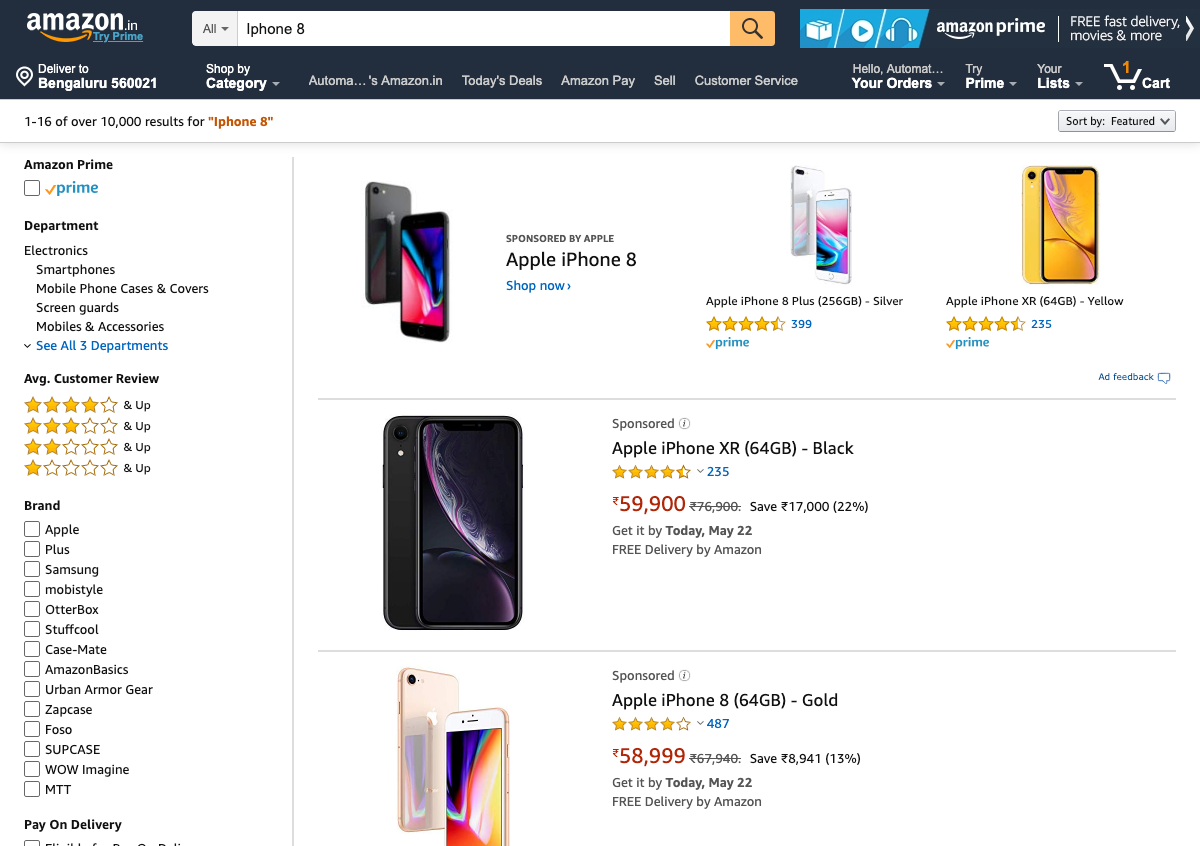 amazon.in
Try Prime
All
Iphone 8
amazon prime
FREE fast delivery,
movies & more
Deliver to
Bengaluru 560021
Shop by
Category
Automa… 's Amazon.in
Today's Deals
Amazon Pay
Sell
Customer Service
Hello, Automat…
Your Orders
Try
Prime
Your
Lists
1
Cart
1-16 of over 10,000 results for "Iphone 8"
Sort by: Featured
Amazon Prime
prime
Department
Electronics
Smartphones
Mobile Phone Cases & Covers
Screen guards
Mobiles & Accessories
See All 3 Departments
Avg. Customer Review
& Up
& Up
& Up
& Up
Brand
Apple
Plus
Samsung
mobistyle
OtterBox
Stuffcool
Case-Mate
AmazonBasics
Urban Armor Gear
Zapcase
Foso
SUPCASE
WOW Imagine
MTT
Pay On Delivery
SPONSORED BY APPLE
Apple iPhone 8
Shop now ›
Apple iPhone 8 Plus (256GB) - Silver
399
prime
Apple iPhone XR (64GB) - Yellow
235
prime
Ad feedback
Sponsored
Apple iPhone XR (64GB) - Black
235
₹59,900 ₹76,900. Save ₹17,000 (22%)
Get it by Today, May 22
FREE Delivery by Amazon
Sponsored
Apple iPhone 8 (64GB) - Gold
487
₹58,999 ₹67,940. Save ₹8,941 (13%)
Get it by Today, May 22
FREE Delivery by Amazon